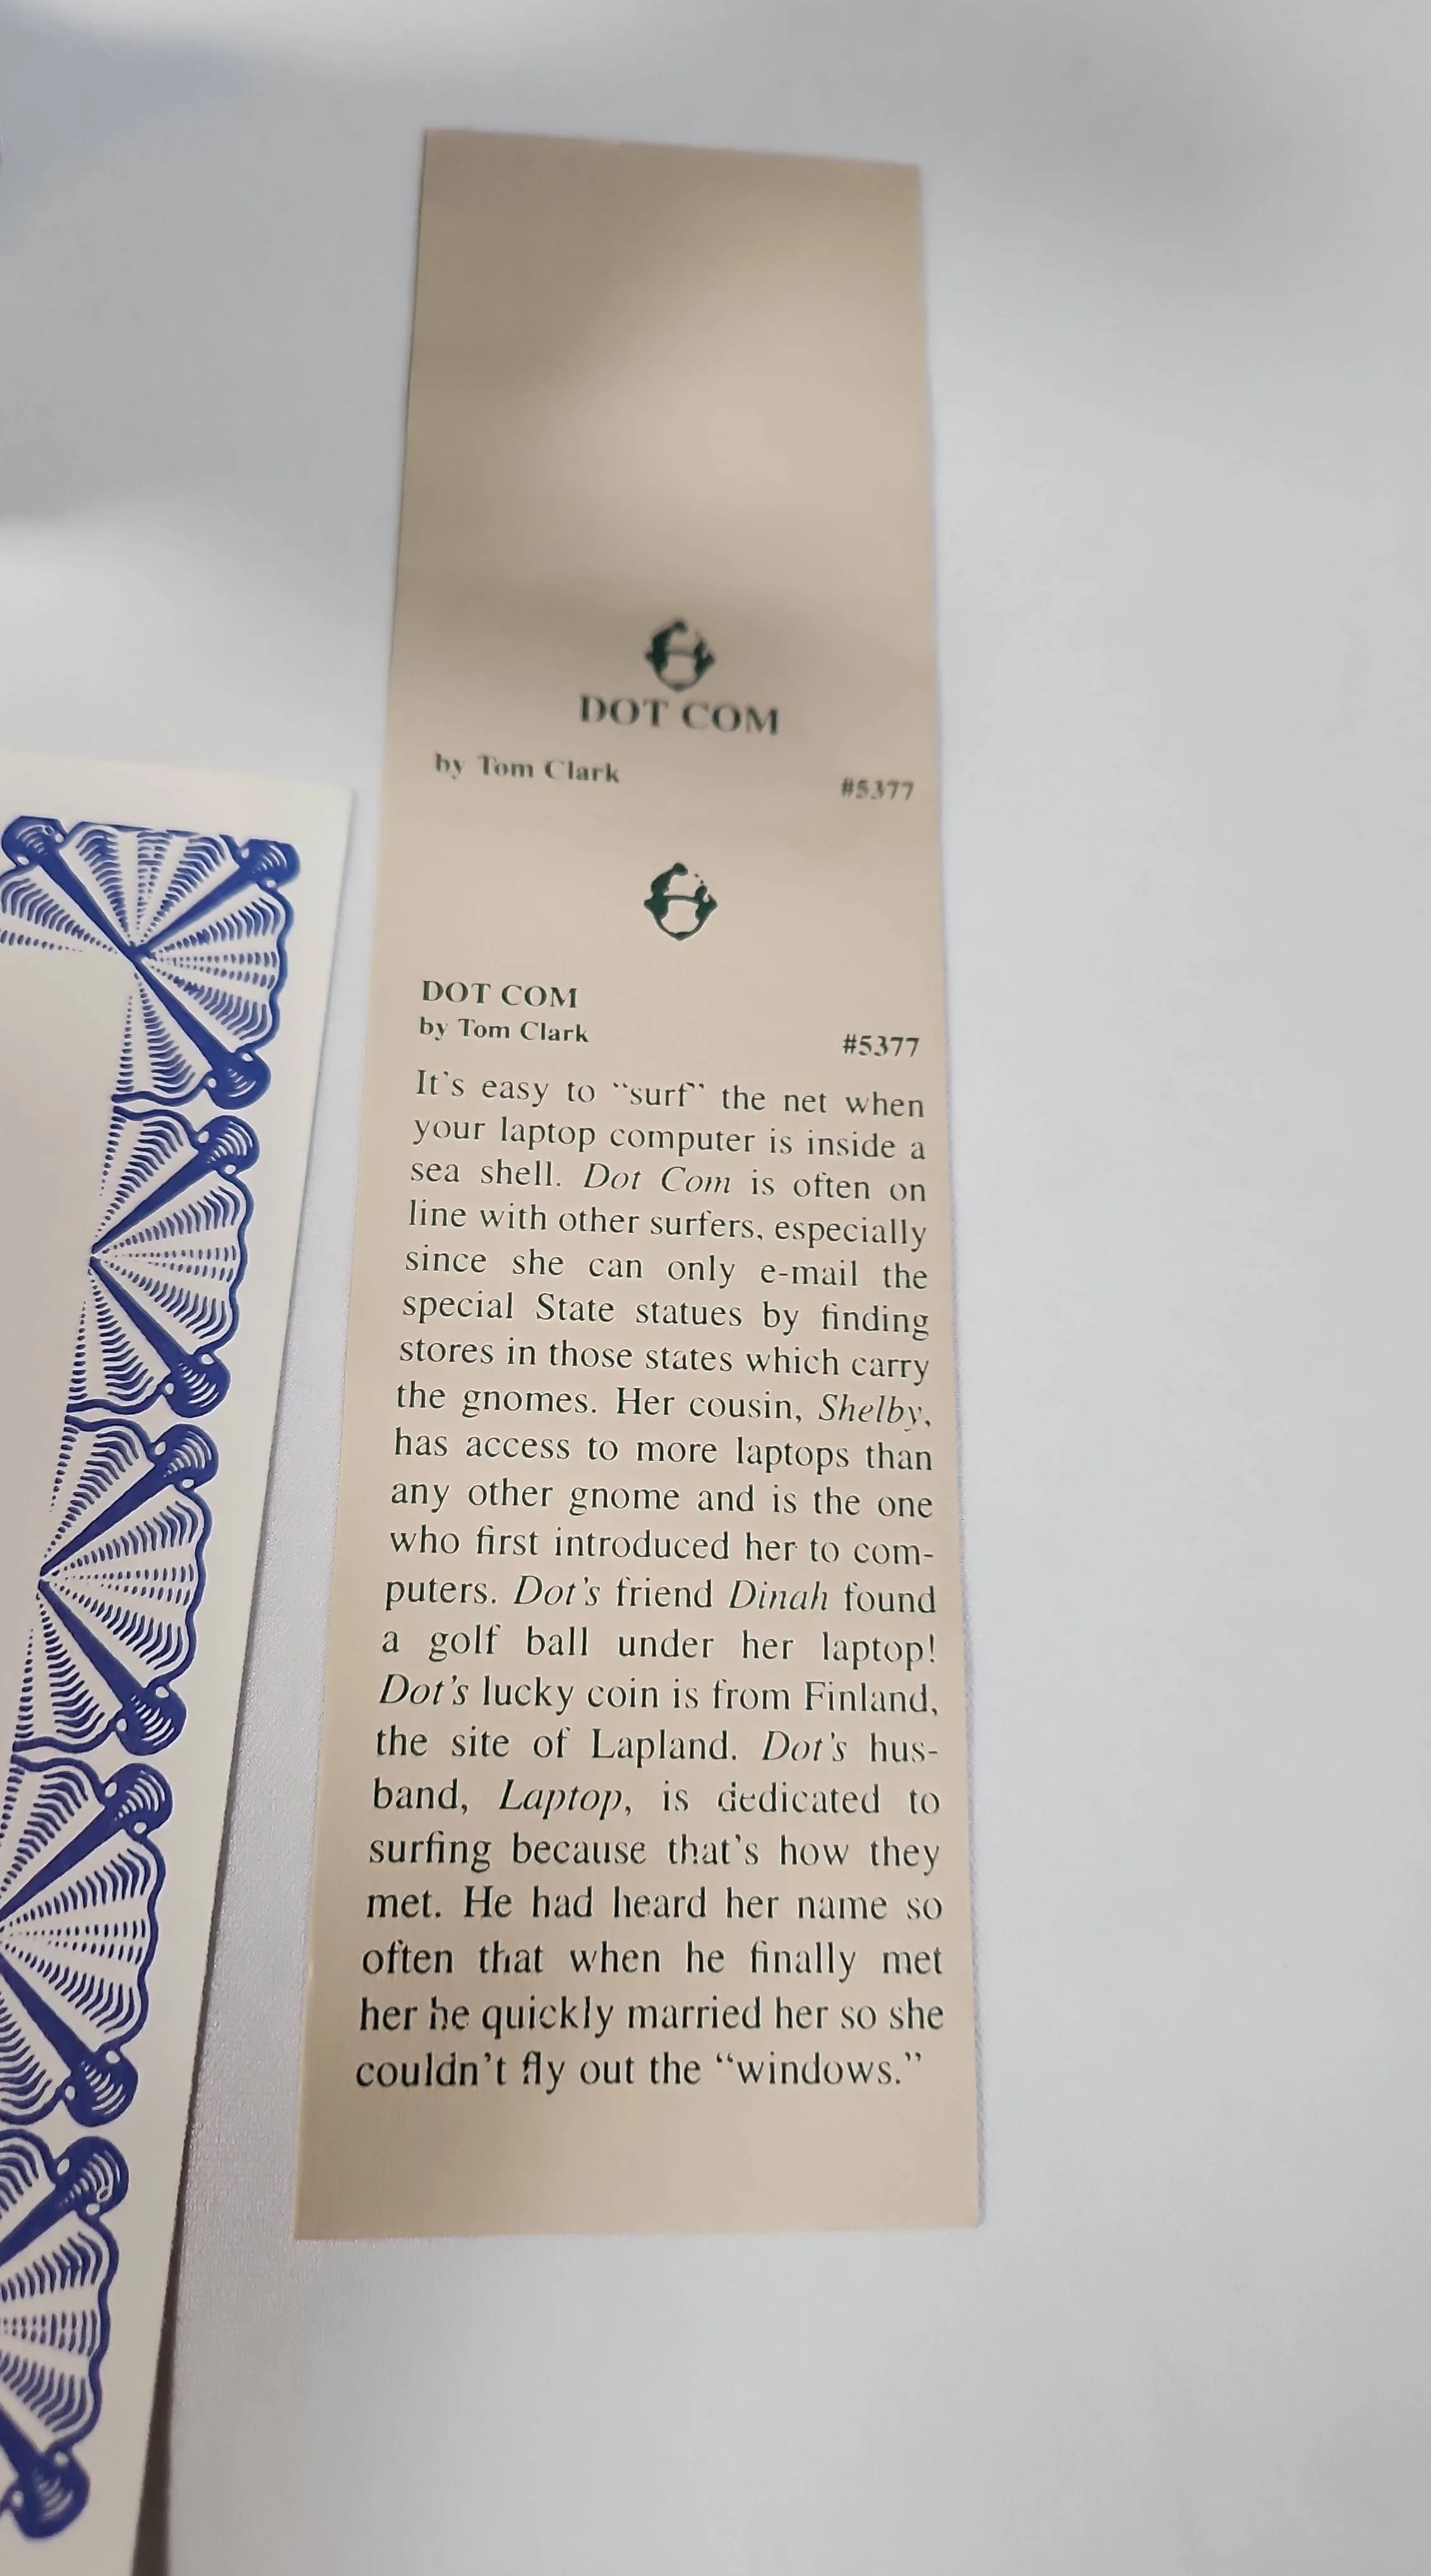 DOT COM
by Tom Clark #5377
DOT COM
by Tom Clark #5377
It's easy to "surf" the net when
your laptop computer is inside a
sea shell. Dot Com is often on
line with other surfers, especially
since she can only e-mail the
special State statues by finding
stores in those states which carry
the gnomes. Her cousin, Shelby,
has access to more laptops than
any other gnome and is the one
who first introduced her to com-
puters. Dot's friend Dinah found
a golf ball under her laptop!
Dot's lucky coin is from Finland,
the site of Lapland. Dot's hus-
band, Laptop, is dedicated to
surfing because that's how they
met. He had heard her name so
often that when he finally met
her he quickly married her so she
couldn't fly out the "windows."